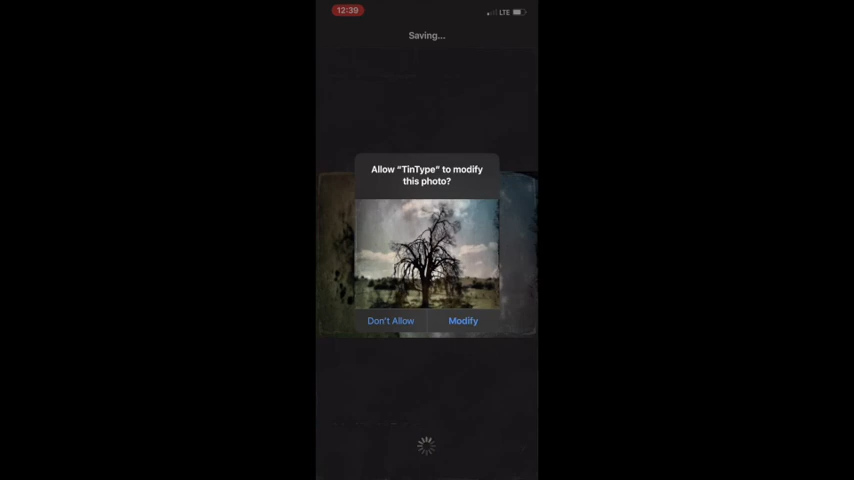 12:39
LTE
Saving...
Allow “TinType” to modify
this photo?
Don't Allow
Modify